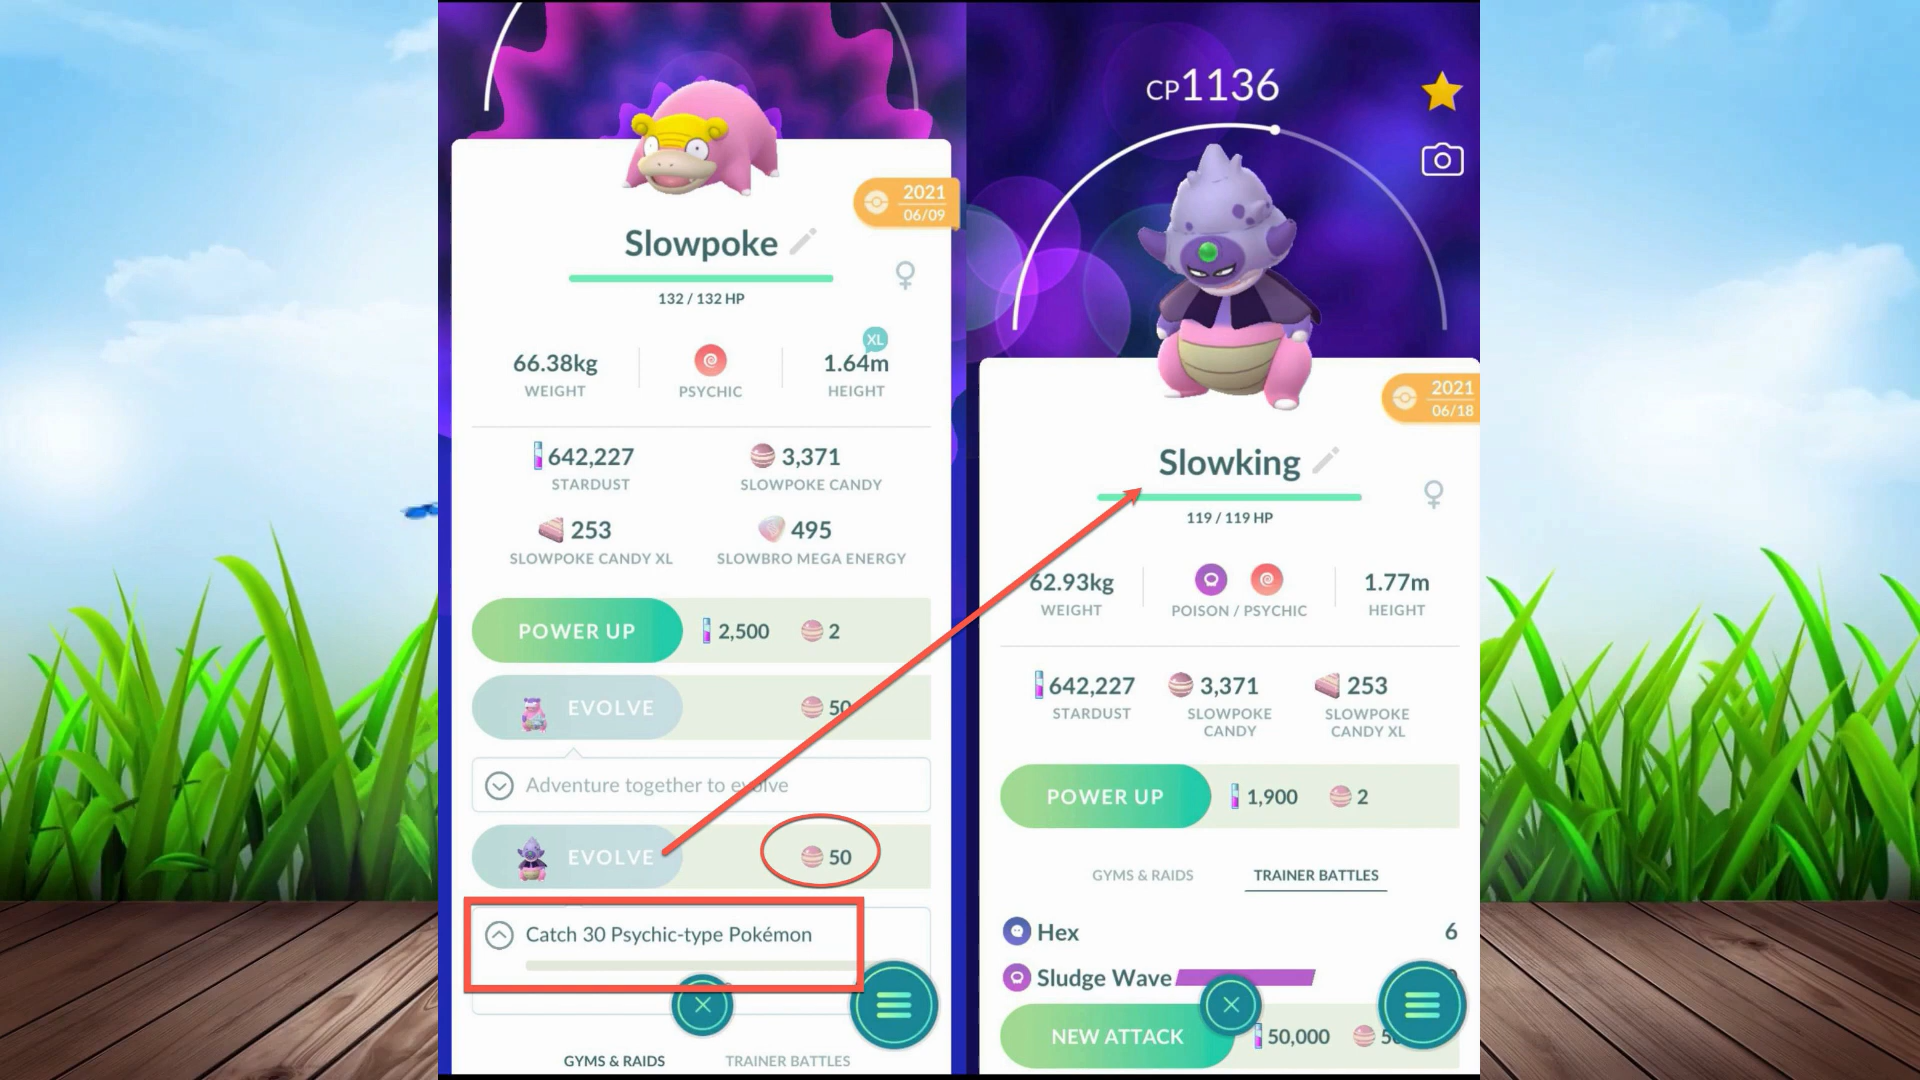 2021
06/09
Slowpoke
132 / 132 HP
XL
66.38kg
WEIGHT
PSYCHIC
1.64m
HEIGHT
642,227
STARDUST
3,371
SLOWPOKE CANDY
253
SLOWPOKE CANDY XL
495
SLOWBRO MEGA ENERGY
POWER UP 2,500 2
EVOLVE 50
Adventure together to evolve
EVOLVE 50
Catch 30 Psychic-type Pokémon
GYMS & RAIDS TRAINER BATTLES
CP1136
2021
06/18
Slowking
119 / 119 HP
62.93kg
WEIGHT
POISON / PSYCHIC
1.77m
HEIGHT
642,227
STARDUST
3,371
SLOWPOKE
CANDY
253
SLOWPOKE
CANDY XL
POWER UP 1,900 2
GYMS & RAIDS TRAINER BATTLES
Hex 6
Sludge Wave
NEW ATTACK 50,000